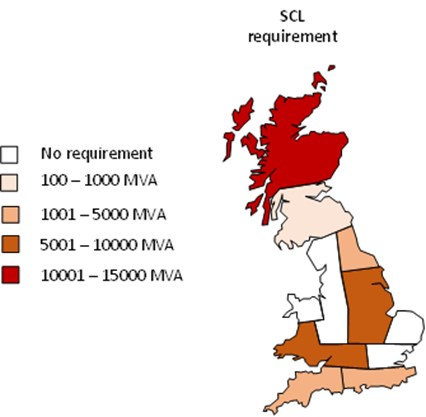 SCL
requirement
No requirement
100 – 1000 MVA
1001 – 5000 MVA
5001 – 10000 MVA
10001 – 15000 MVA